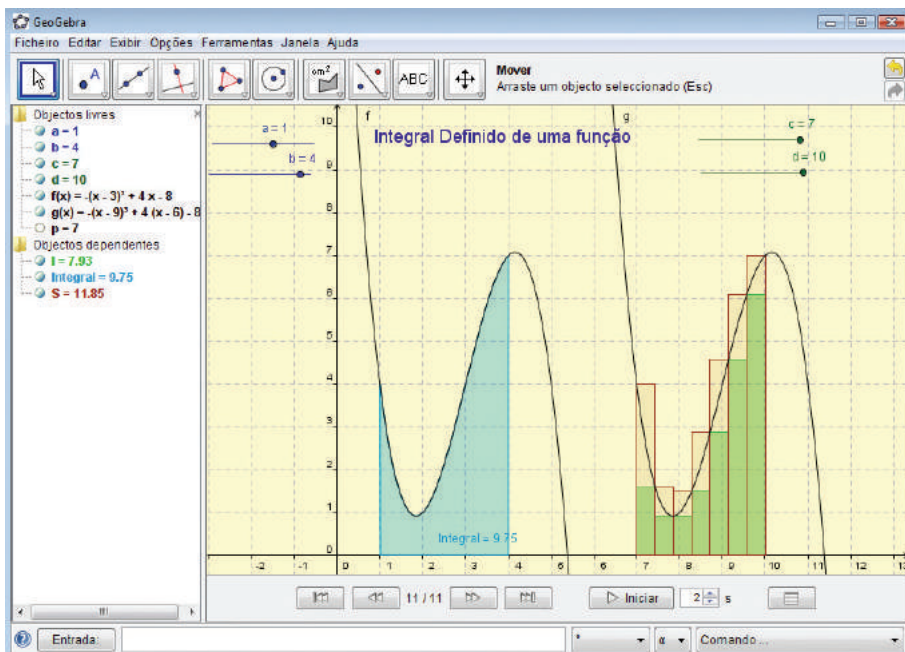 GeoGebra
Ficheiro Editar Exibir Opções Ferramentas Janela Ajuda
A
cm²
ABC
Mover
Arraste um objecto seleccionado (Esc)
Objectos livres
a = 1
b = 4
c = 7
d = 10
f(x) = -(x - 3)³ + 4 x - 8
g(x) = -(x - 9)³ + 4 (x - 6) - 8
p = 7
Objectos dependentes
I = 7.93
Integral = 9.75
S = 11.85
a = 1
b = 4
f
Integral Definido de uma função
g
c = 7
d = 10
10
9
8
7
6
5
4
3
2
1
0
-2 -1 0 1 2 3 4 5 6 7 8 9 10 11 12 13
Integral = 9.75
11 / 11
Iniciar
2
s
Entrada:
α
Comando ...